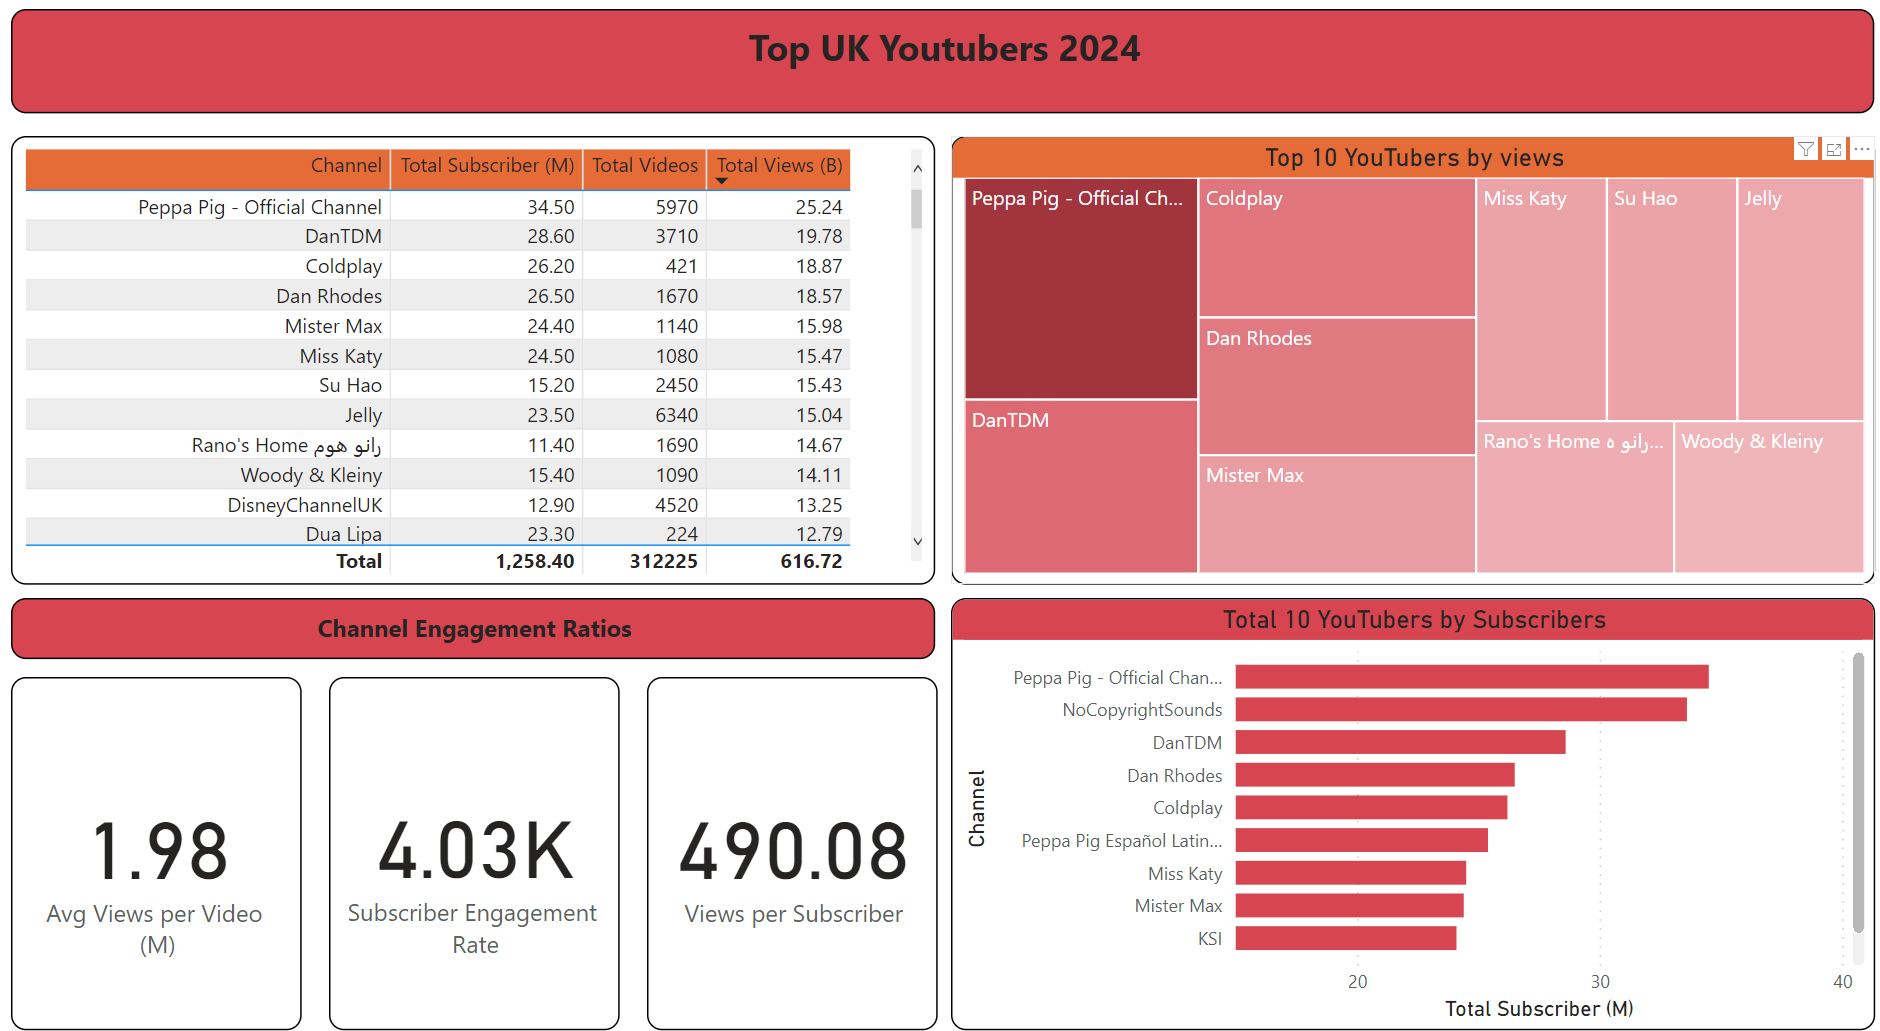 Top UK Youtubers 2024
Channel Total Subscriber (M) Total Videos Total Views (B)
Peppa Pig - Official Channel 34.50 5970 25.24
DanTDM 28.60 3710 19.78
Coldplay 26.20 421 18.87
Dan Rhodes 26.50 1670 18.57
Mister Max 24.40 1140 15.98
Miss Katy 24.50 1080 15.47
Su Hao 15.20 2450 15.43
Jelly 23.50 6340 15.04
Rano's Home رانو هوم 11.40 1690 14.67
Woody & Kleiny 15.40 1090 14.11
DisneyChannelUK 12.90 4520 13.25
Dua Lipa 23.30 224 12.79
Total 1,258.40 312225 616.72
Top 10 YouTubers by views
Peppa Pig - Official Ch...
DanTDM
Coldplay
Dan Rhodes
Mister Max
Miss Katy
Su Hao
Jelly
Rano's Home رانو ه...
Woody & Kleiny
Channel Engagement Ratios
1.98
Avg Views per Video
(M)
4.03K
Subscriber Engagement
Rate
490.08
Views per Subscriber
Total 10 YouTubers by Subscribers
Channel
Peppa Pig - Official Chan...
NoCopyrightSounds
DanTDM
Dan Rhodes
Coldplay
Peppa Pig Español Latin...
Miss Katy
Mister Max
KSI
20 30 40
Total Subscriber (M)